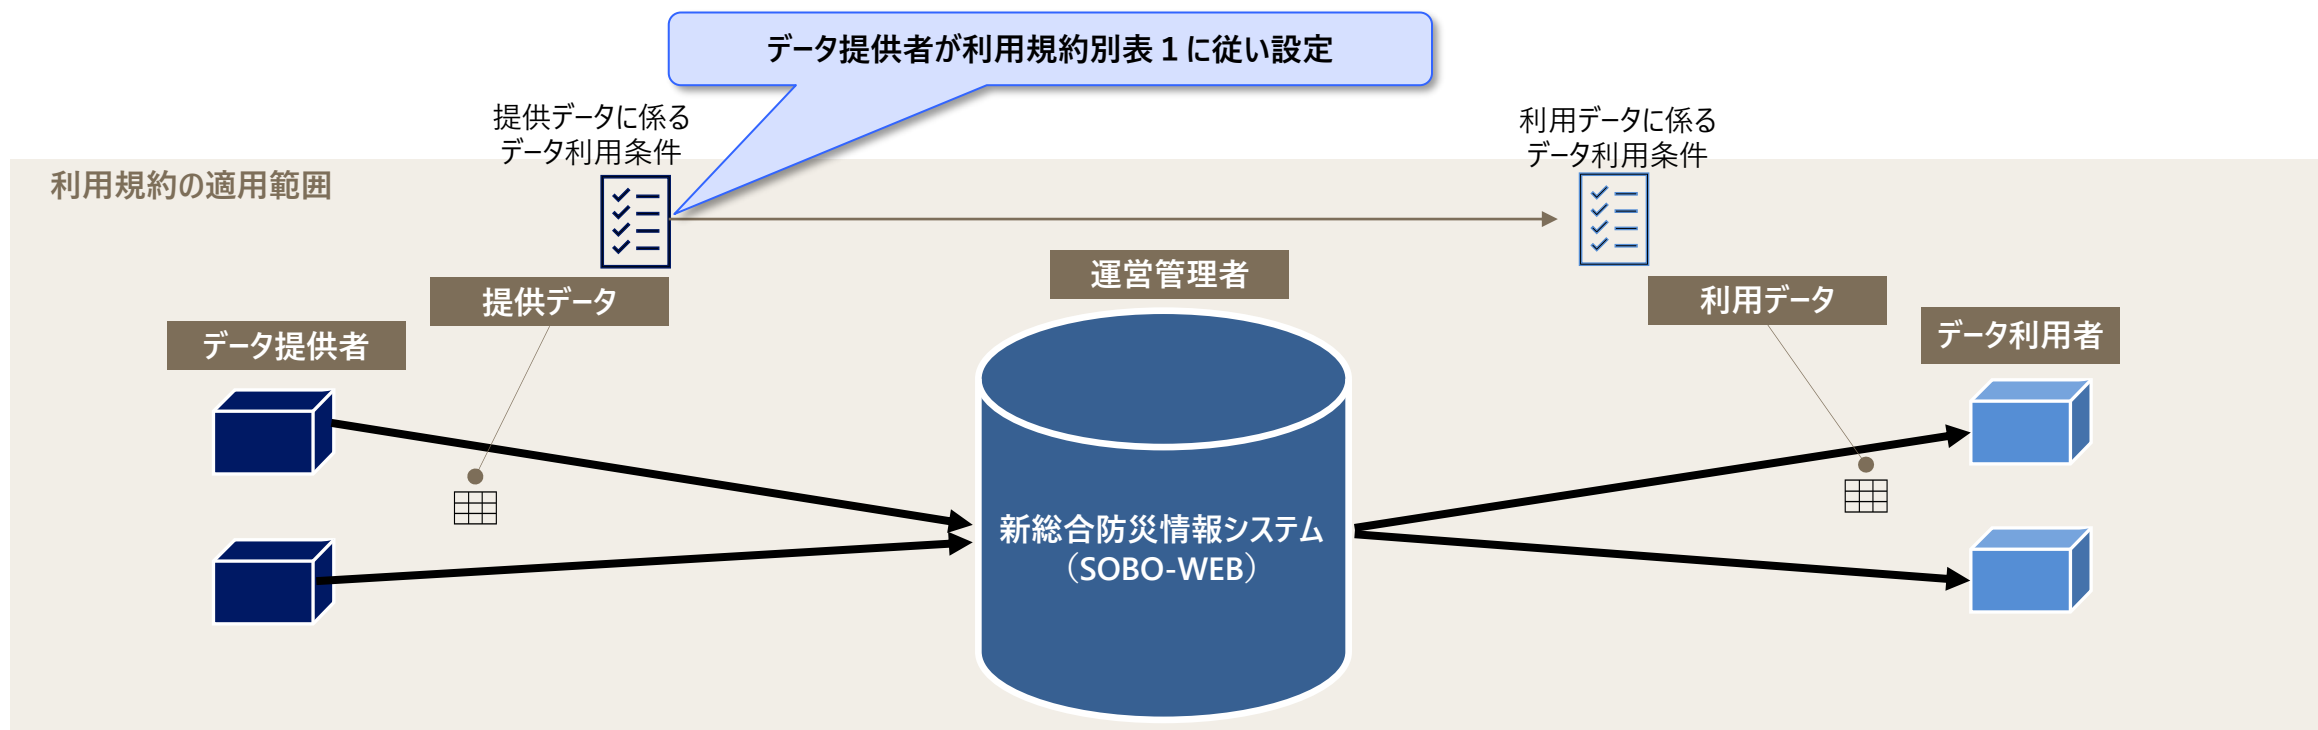 データ提供者が利用規約別表１に従い設定
提供データに係る
データ利用条件
利用データに係る
データ利用条件
利用規約の適用範囲
運営管理者
提供データ
利用データ
データ提供者
データ利用者
新総合防災情報システム
（SOBO-WEB）